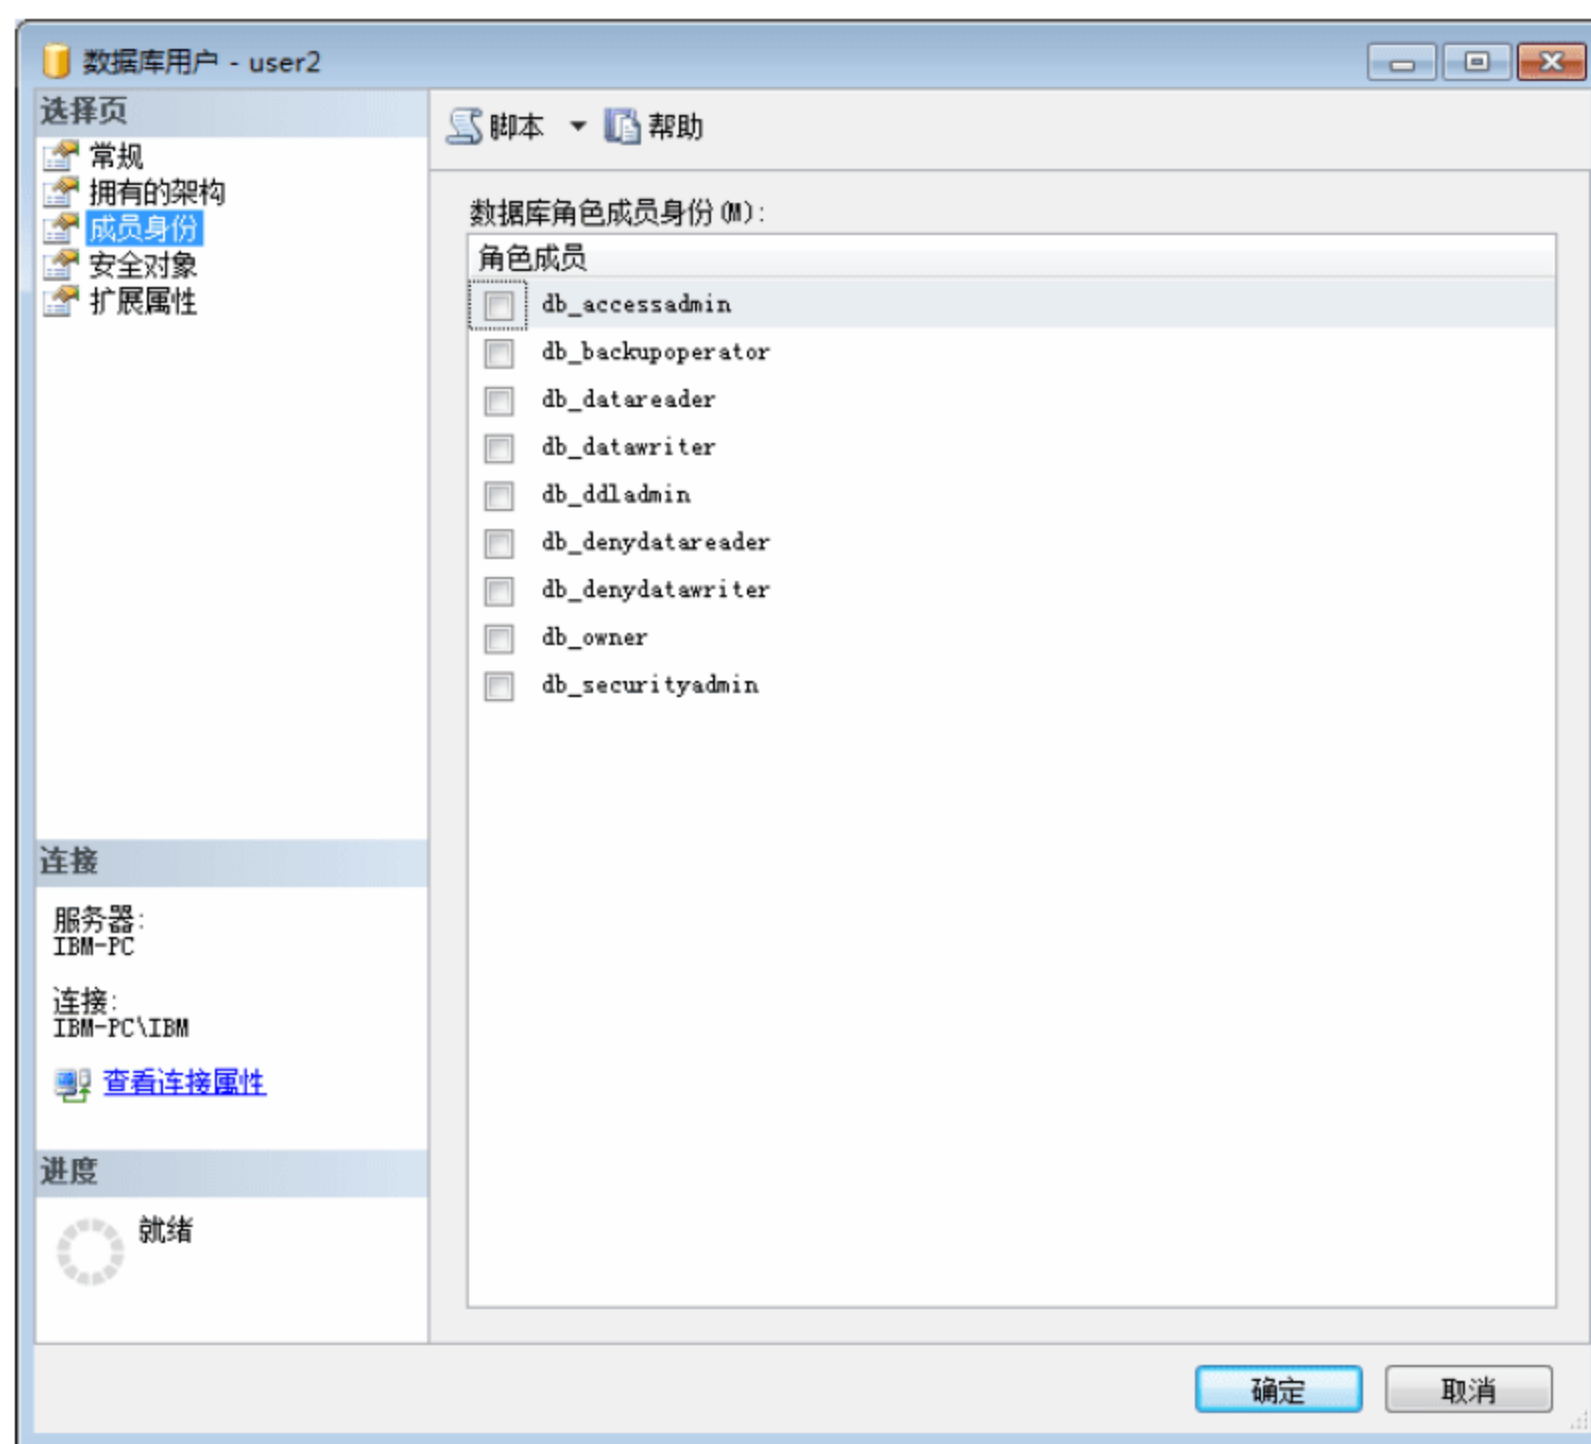 数据库用户 - user2
选择页
常规
拥有的架构
成员身份
安全对象
扩展属性
脚本 帮助
数据库角色成员身份(M):
角色成员
db_accessadmin
db_backupoperator
db_datareader
db_datawriter
db_ddladmin
db_denydatareader
db_denydatawriter
db_owner
db_securityadmin
连接
服务器:
IBM-PC
连接:
IBM-PC\IBM
查看连接属性
进度
就绪
确定 取消